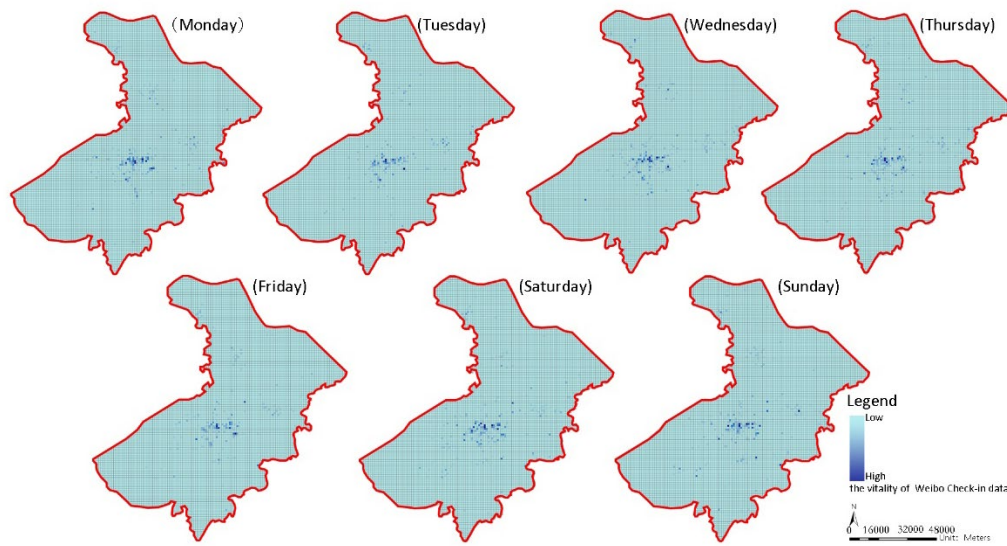 （Monday）
(Tuesday)
(Wednesday)
(Thursday)
(Friday)
(Saturday)
(Sunday)
Legend
Low
High
the vitality of Weibo Check-in data
N
0 16000 32000 48000
Unit: Meters